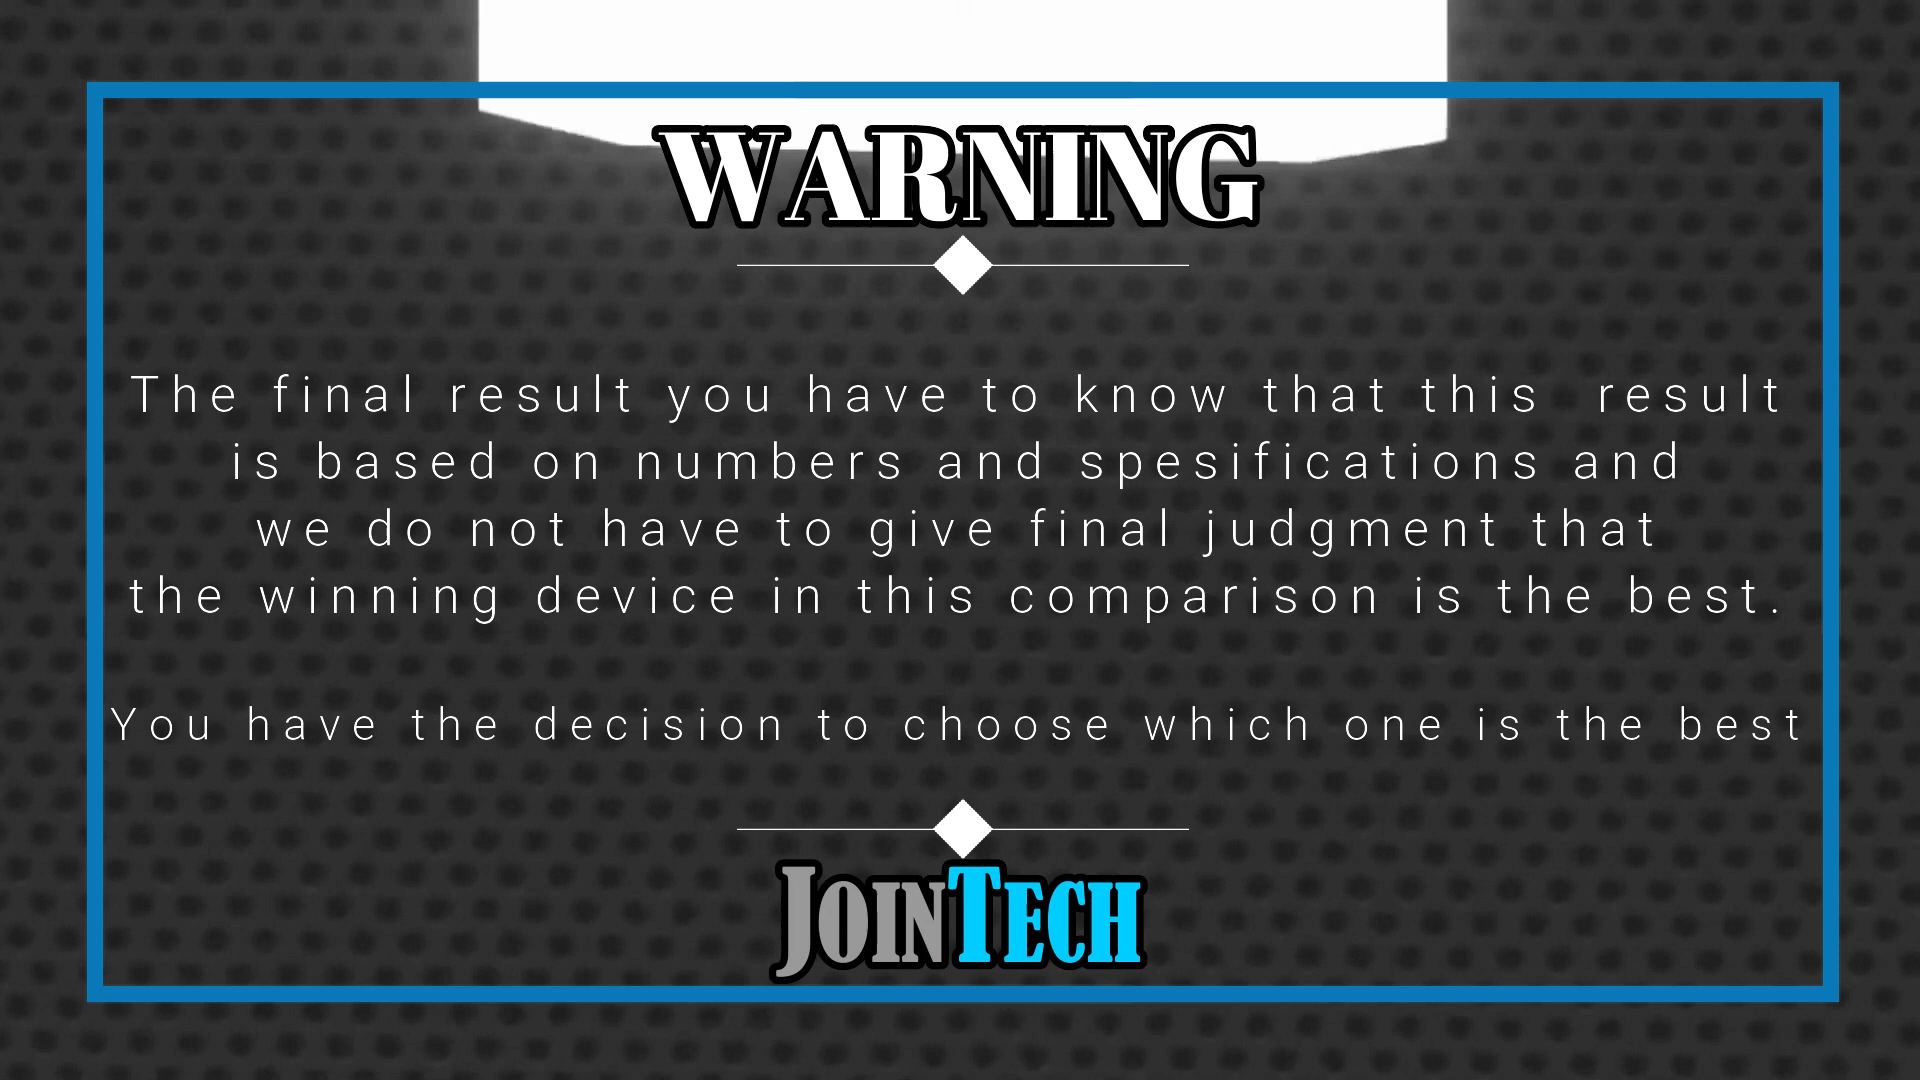 WARNING
The final result you have to know that this result
is based on numbers and spesifications and
we do not have to give final judgment that
the winning device in this comparison is the best.
You have the decision to choose which one is the best
JOINTECH